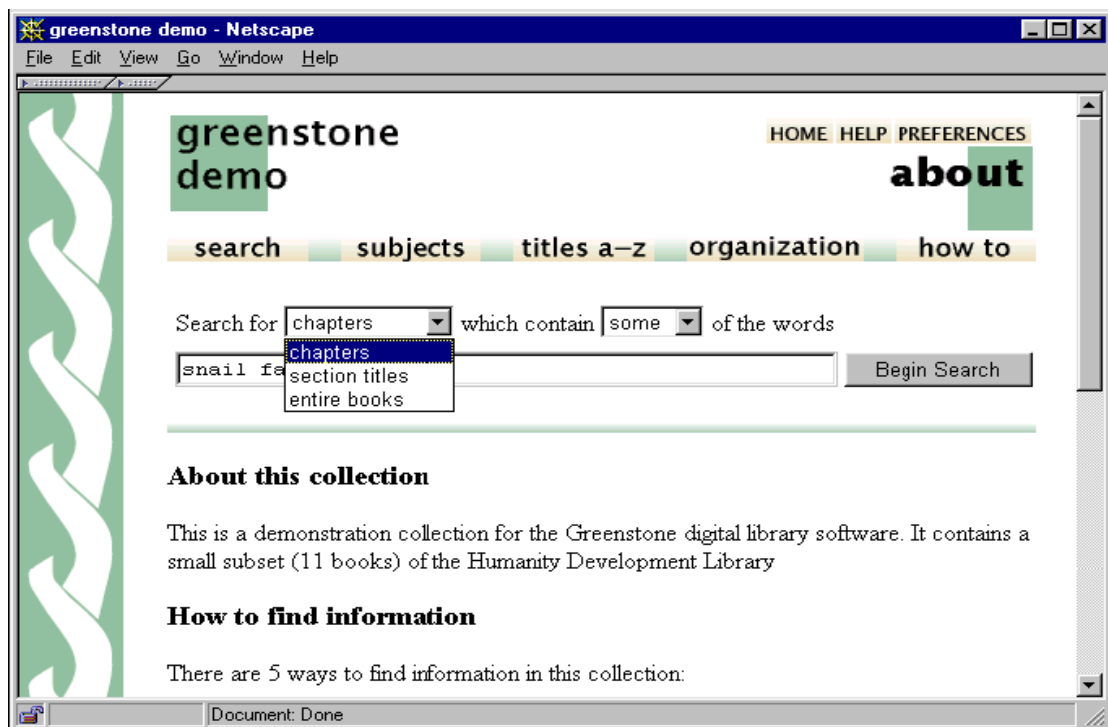 greenstone demo - Netscape
File Edit View Go Window Help
greenstone
demo
HOME HELP PREFERENCES
about
search subjects titles a–z organization how to
Search for chapters which contain some of the words
chapters
snail Begin Search
section titles
entire books
About this collection
This is a demonstration collection for the Greenstone digital library software. It contains a
small subset (11 books) of the Humanity Development Library
How to find information
There are 5 ways to find information in this collection:
Document: Done